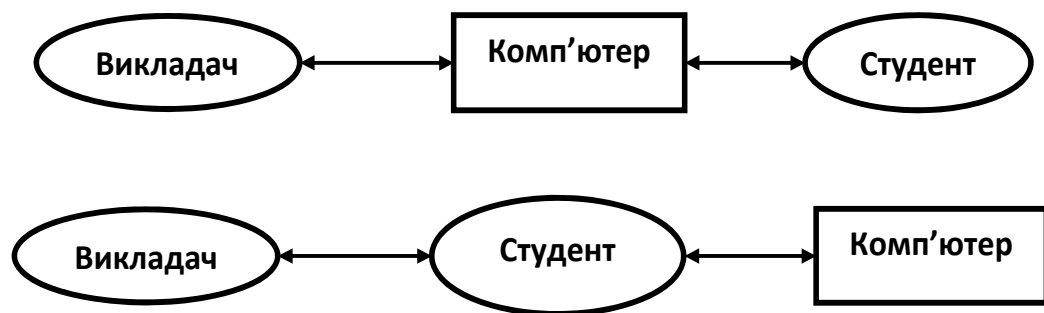 Викладач
Комп’ютер
Студент
Викладач
Студент
Комп’ютер